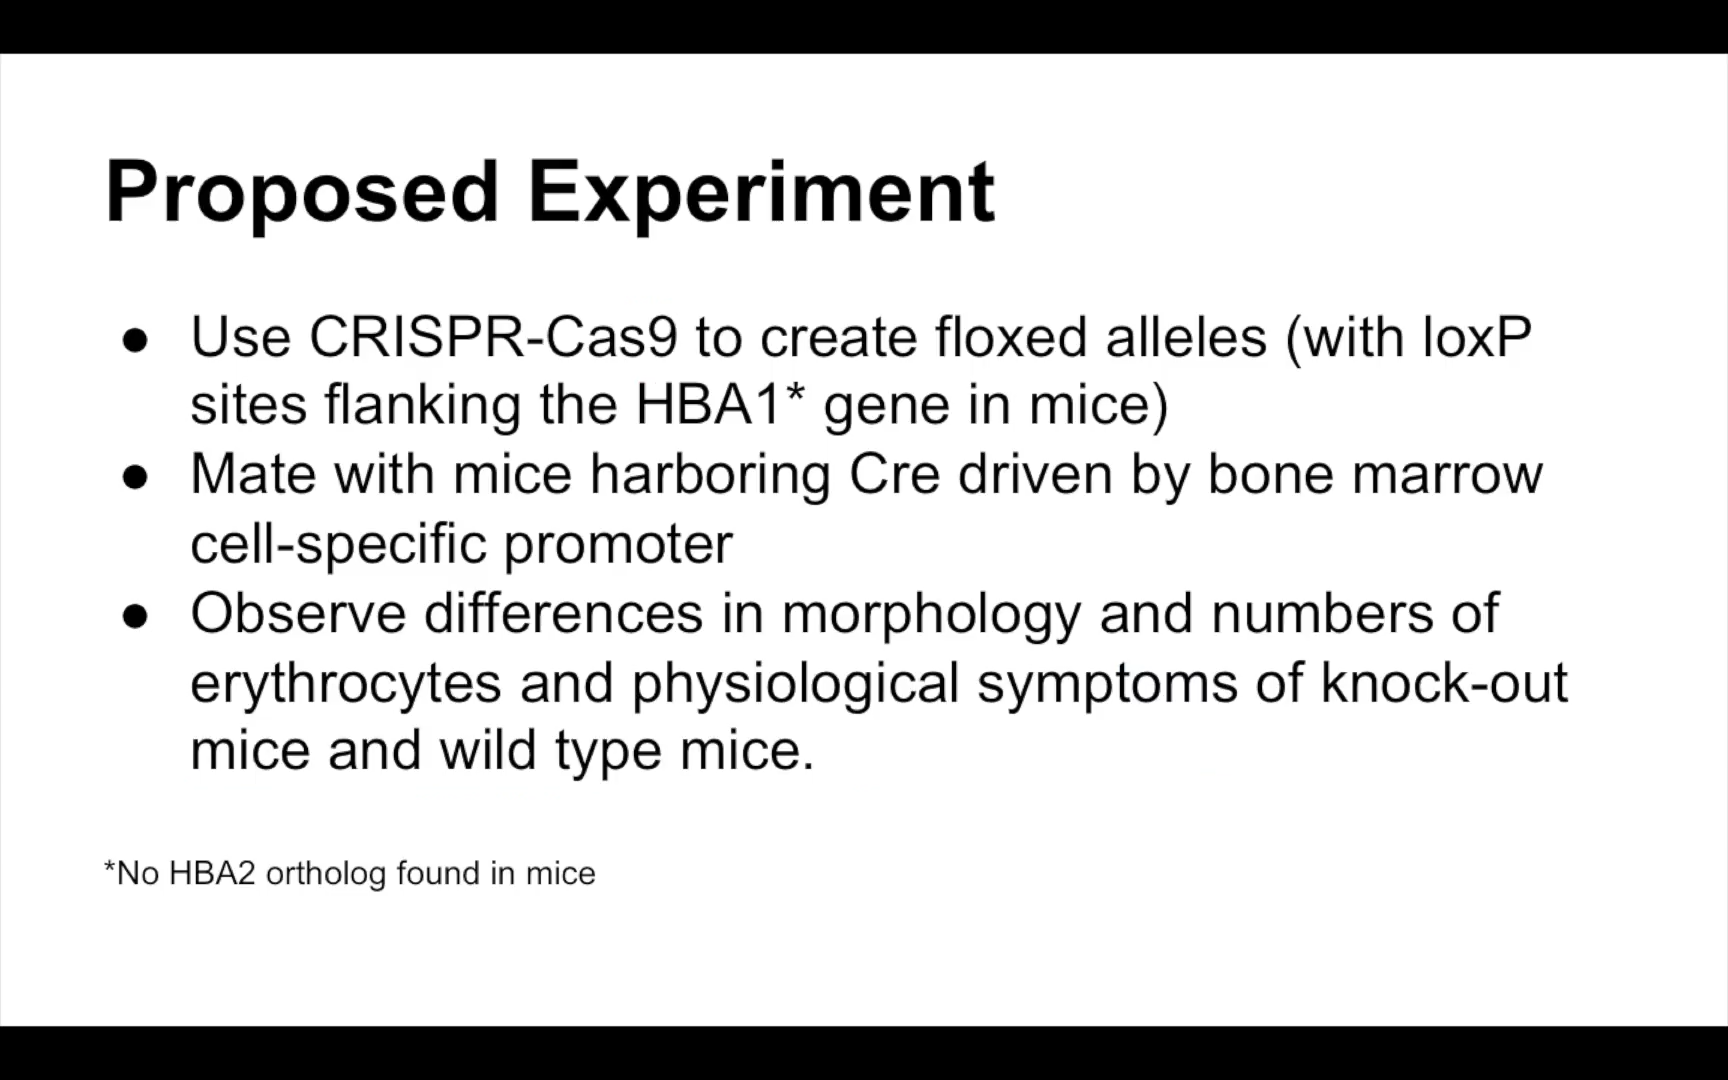 Proposed Experiment
● Use CRISPR-Cas9 to create floxed alleles (with loxP
sites flanking the HBA1* gene in mice)
● Mate with mice harboring Cre driven by bone marrow
cell-specific promoter
● Observe differences in morphology and numbers of
erythrocytes and physiological symptoms of knock-out
mice and wild type mice.
*No HBA2 ortholog found in mice